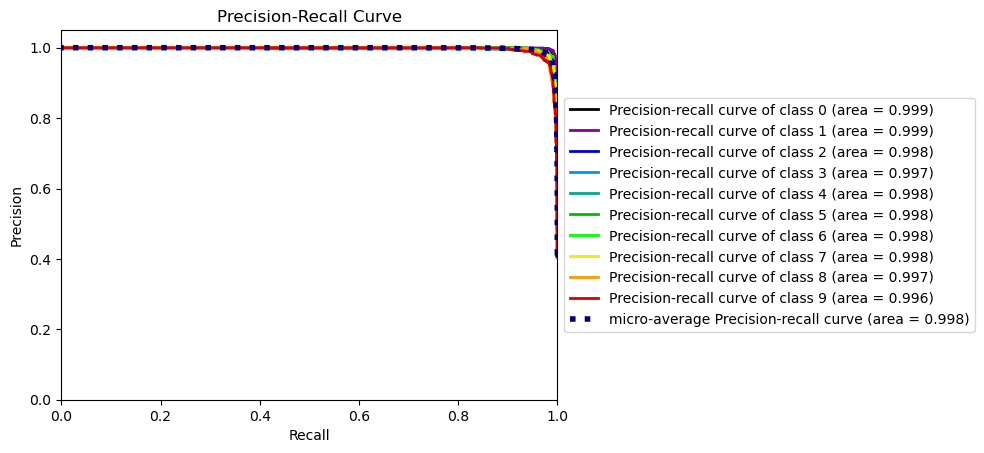 Precision-Recall Curve
Precision
1.0
0.8
0.6
0.4
0.2
0.0
0.0 0.2 0.4 0.6 0.8 1.0
Recall
Precision-recall curve of class 0 (area = 0.999)
Precision-recall curve of class 1 (area = 0.999)
Precision-recall curve of class 2 (area = 0.998)
Precision-recall curve of class 3 (area = 0.997)
Precision-recall curve of class 4 (area = 0.998)
Precision-recall curve of class 5 (area = 0.998)
Precision-recall curve of class 6 (area = 0.998)
Precision-recall curve of class 7 (area = 0.998)
Precision-recall curve of class 8 (area = 0.997)
Precision-recall curve of class 9 (area = 0.996)
micro-average Precision-recall curve (area = 0.998)